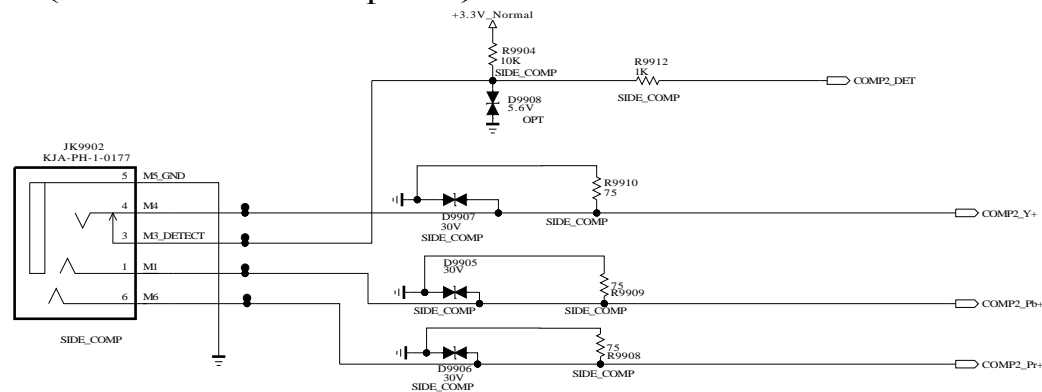 +3.3V_Normal
R9904
10K
SIDE_COMP
R9912
1K
SIDE_COMP
COMP2_DET
D9908
5.6V
OPT
JK9902
KJA-PH-1-0177
5 M5_GND
4 M4
3 M3_DETECT
1 M1
6 M6
SIDE_COMP
R9910
75
SIDE_COMP
D9907
30V
SIDE_COMP
COMP2_Y+
D9905
30V
SIDE_COMP
75
R9909
SIDE_COMP
COMP2_Pb+
75
R9908
SIDE_COMP
D9906
30V
SIDE_COMP
COMP2_Pr+